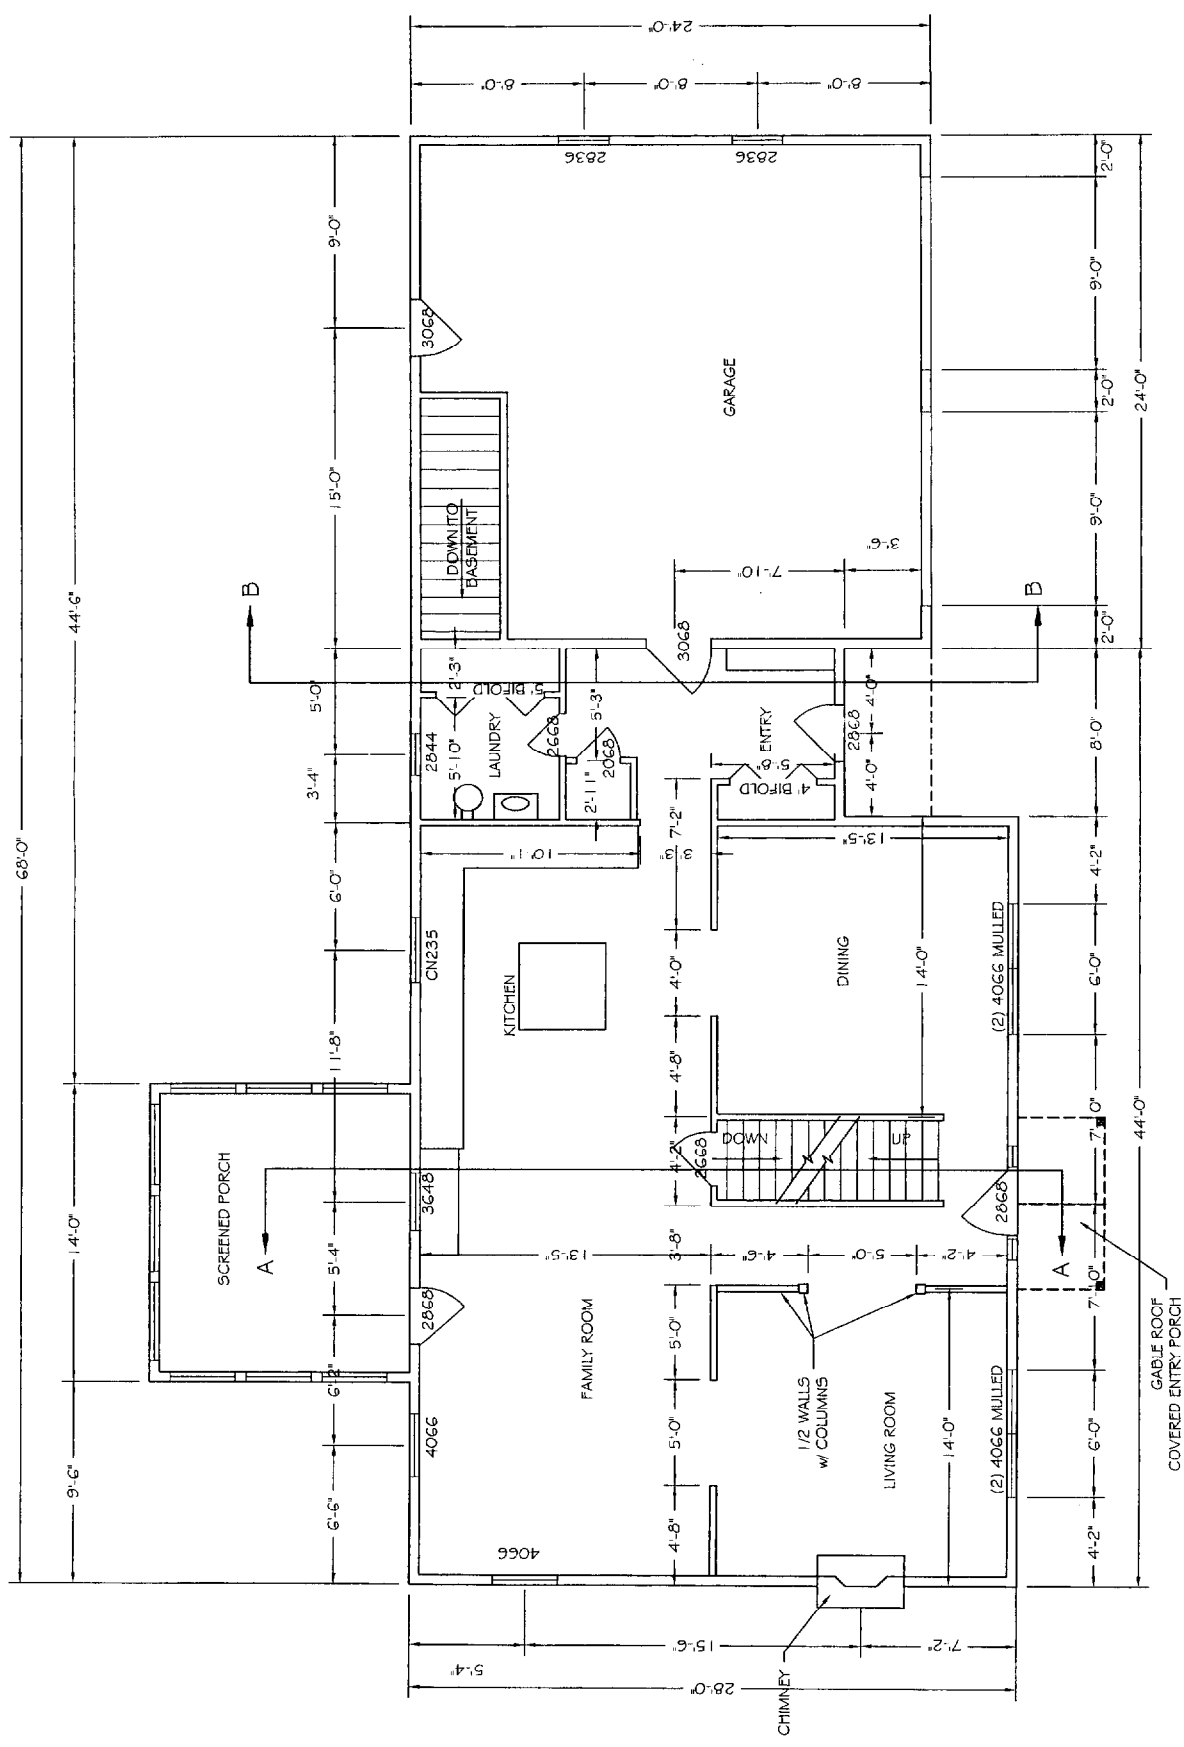 68'-0"
9'-6"
14'-0"
44'-6"
SCREENED PORCH
A
B
6'-6"
6'-2"
5'-4"
11'-8"
6'-0"
3'-4"
5'-0"
15'-0"
9'-0"
4066
2868
3648
CN235
2844
3068
5'-10"
2'-3"
DOWN TO
BASEMENT
8'-0"
5'-4"
4066
LAUNDRY
5' BIFOLD
KITCHEN
10'-1"
2668
2836
FAMILY ROOM
13'-5"
2'-11"
5'-3"
2068
24'-0"
28'-0"
15'-6"
4'-8"
5'-0"
5'-0"
3'-8"
4'-2"
4'-8"
4'-0"
7'-2"
3'-3"
8'-0"
2668
3068
GARAGE
2836
DOWN
4'-6"
5'-8"
ENTRY
7'-10"
CHIMNEY
1/2 WALLS
w/ COLUMNS
4' BIFOLD
DINING
2868
5'-0"
UP
13'-5"
4'-0"
4'-0"
3'-6"
8'-0"
LIVING ROOM
14'-0"
14'-0"
7'-2"
4'-2"
(2) 4066 MULLED
2868
(2) 4066 MULLED
A
B
4'-2"
6'-0"
7'-10"
7'-0"
6'-0"
4'-2"
8'-0"
2'-0"
9'-0"
2'-0"
9'-0"
2'-0"
44'-0"
24'-0"
GABLE ROOF
COVERED ENTRY PORCH